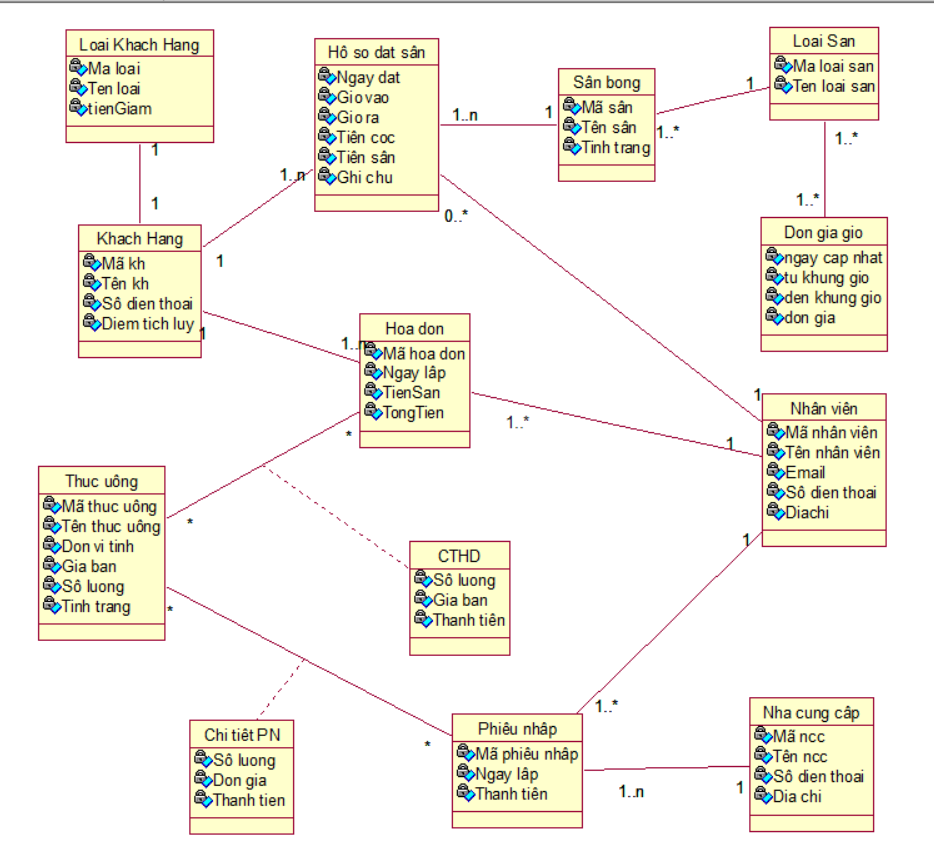 Loai Khach Hang
Ma loai
Ten loai
tienGiam
1
1
Hô so dat sân
Ngay dat
Giovao
Giora
Tiên coc
Tiên sân
Ghi chu
1..n
1
1..n
1
0..*
Sân bong
Mã sân
Tên sân
Tinh trang
1..*
1
Loai San
Ma loai san
Ten loai san
1..*
1..*
Don gia gio
ngay cap nhat
tu khung gio
den khung gio
don gia
Khach Hang
Mã kh
Tên kh
Sô dien thoai
Diem tich luy
1
1..n
Hoa don
Mã hoa don
Ngay lâp
TienSan
TongTien
*
1..*
1
1
Nhân viên
Mã nhân viên
Tên nhân viên
Email
Sô dien thoai
Diachi
1
Thuc uông
Mã thuc uông
Tên thuc uông
Don vi tinh
Gia ban
Sô luong
Tinh trang
*
*
CTHD
Sô luong
Gia ban
Thanh tiên
Chi tiêt PN
Sô luong
Don gia
Thanh tien
*
1..*
Phiêu nhâp
Mã phiêu nhâp
Ngay lâp
Thanh tiên
1..n
1
Nha cung câp
Mã ncc
Tên ncc
Sô dien thoai
Dia chi